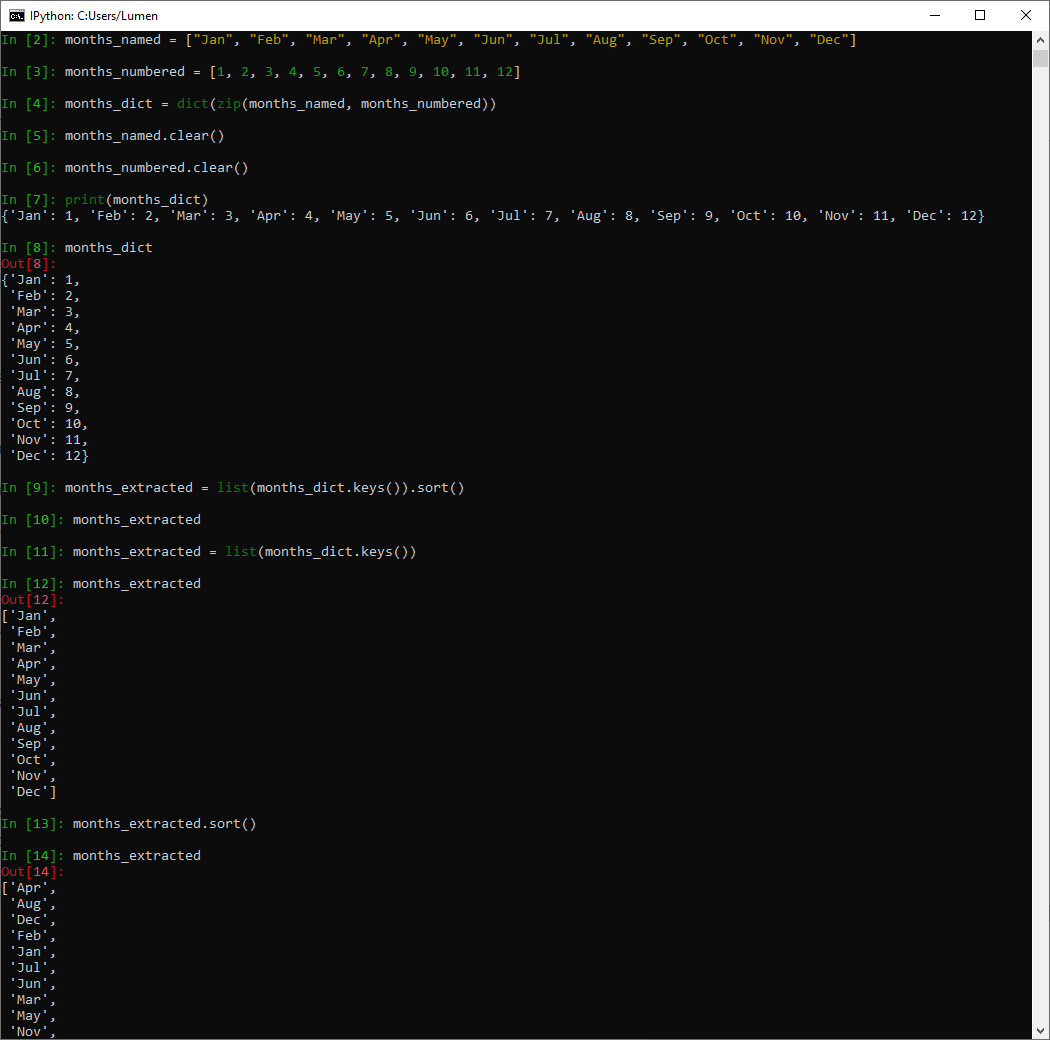 IPython: C:Users/Lumen
In [2]: months_named = ["Jan", "Feb", "Mar", "Apr", "May", "Jun", "Jul", "Aug", "Sep", "Oct", "Nov", "Dec"]
In [3]: months_numbered = [1, 2, 3, 4, 5, 6, 7, 8, 9, 10, 11, 12]
In [4]: months_dict = dict(zip(months_named, months_numbered))
In [5]: months_named.clear()
In [6]: months_numbered.clear()
In [7]: print(months_dict)
{'Jan': 1, 'Feb': 2, 'Mar': 3, 'Apr': 4, 'May': 5, 'Jun': 6, 'Jul': 7, 'Aug': 8, 'Sep': 9, 'Oct': 10, 'Nov': 11, 'Dec': 12}
In [8]: months_dict
Out[8]:
{'Jan': 1,
 'Feb': 2,
 'Mar': 3,
 'Apr': 4,
 'May': 5,
 'Jun': 6,
 'Jul': 7,
 'Aug': 8,
 'Sep': 9,
 'Oct': 10,
 'Nov': 11,
 'Dec': 12}
In [9]: months_extracted = list(months_dict.keys()).sort()
In [10]: months_extracted
In [11]: months_extracted = list(months_dict.keys())
In [12]: months_extracted
Out[12]:
['Jan',
 'Feb',
 'Mar',
 'Apr',
 'May',
 'Jun',
 'Jul',
 'Aug',
 'Sep',
 'Oct',
 'Nov',
 'Dec']
In [13]: months_extracted.sort()
In [14]: months_extracted
Out[14]:
['Apr',
 'Aug',
 'Dec',
 'Feb',
 'Jan',
 'Jul',
 'Jun',
 'Mar',
 'May',
 'Nov',